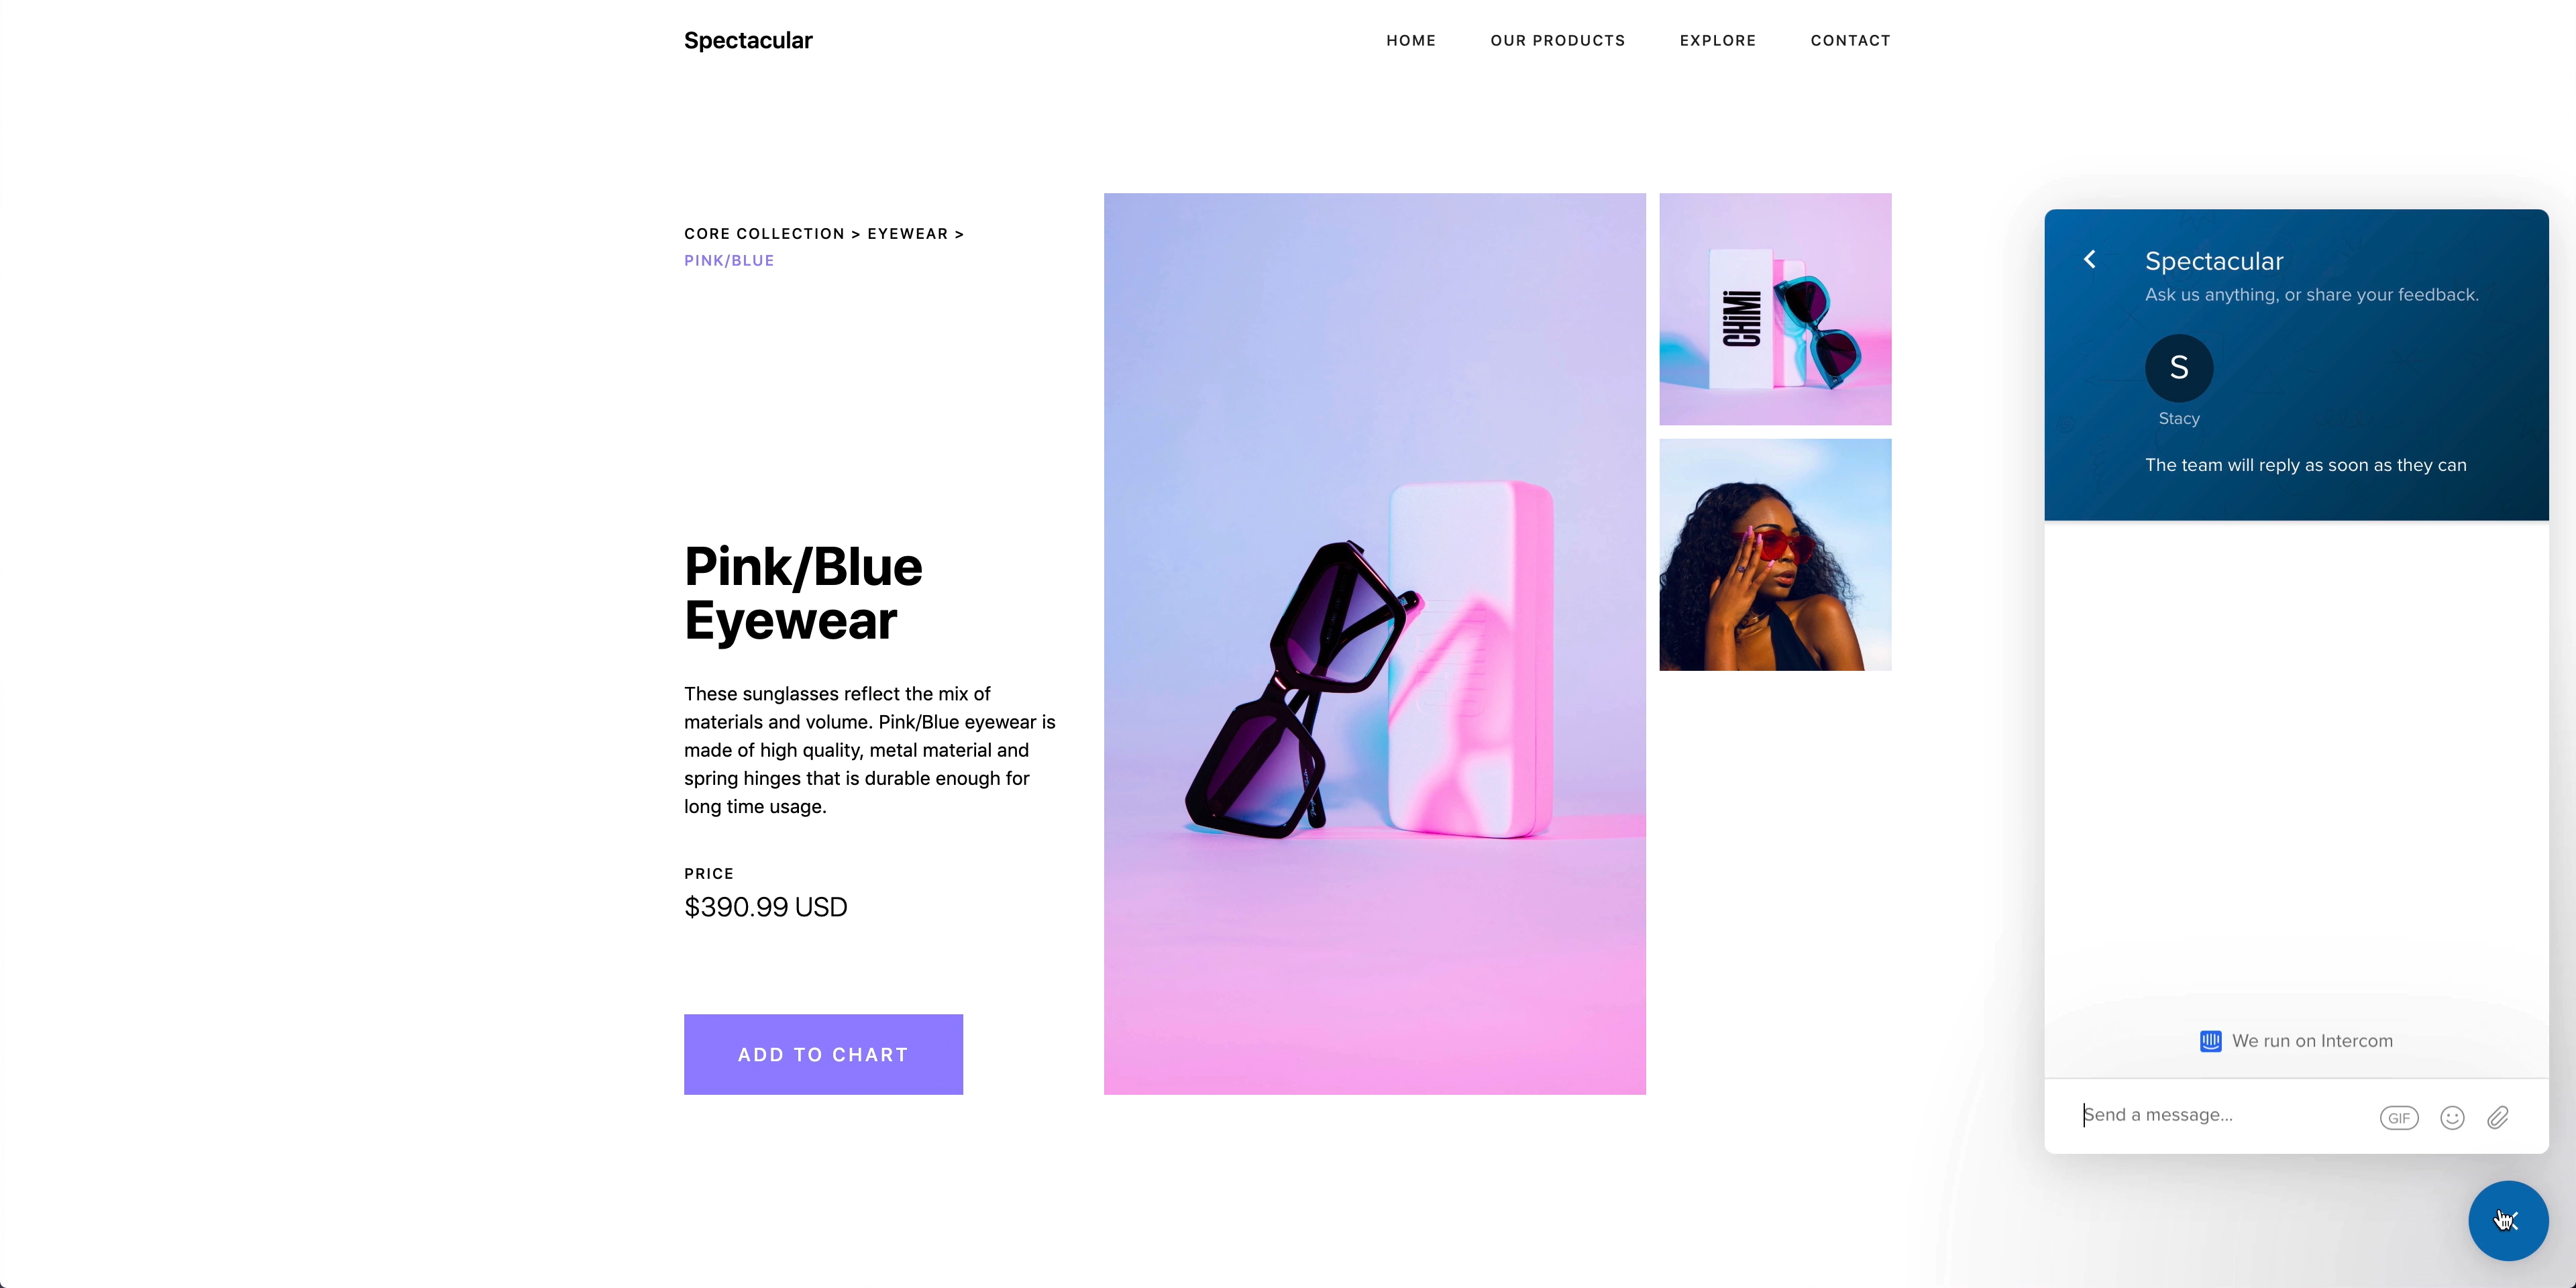 Spectacular
HOME
OUR PRODUCTS
EXPLORE
CONTACT
CORE COLLECTION > EYEWEAR >
PINK/BLUE
Pink/Blue
Eyewear
These sunglasses reflect the mix of
materials and volume. Pink/Blue eyewear is
made of high quality, metal material and
spring hinges that is durable enough for
long time usage.
PRICE
$390.99 USD
ADD TO CHART
CHiMi
Spectacular
Ask us anything, or share your feedback.
S
Stacy
The team will reply as soon as they can
We run on Intercom
Send a message...
GIF